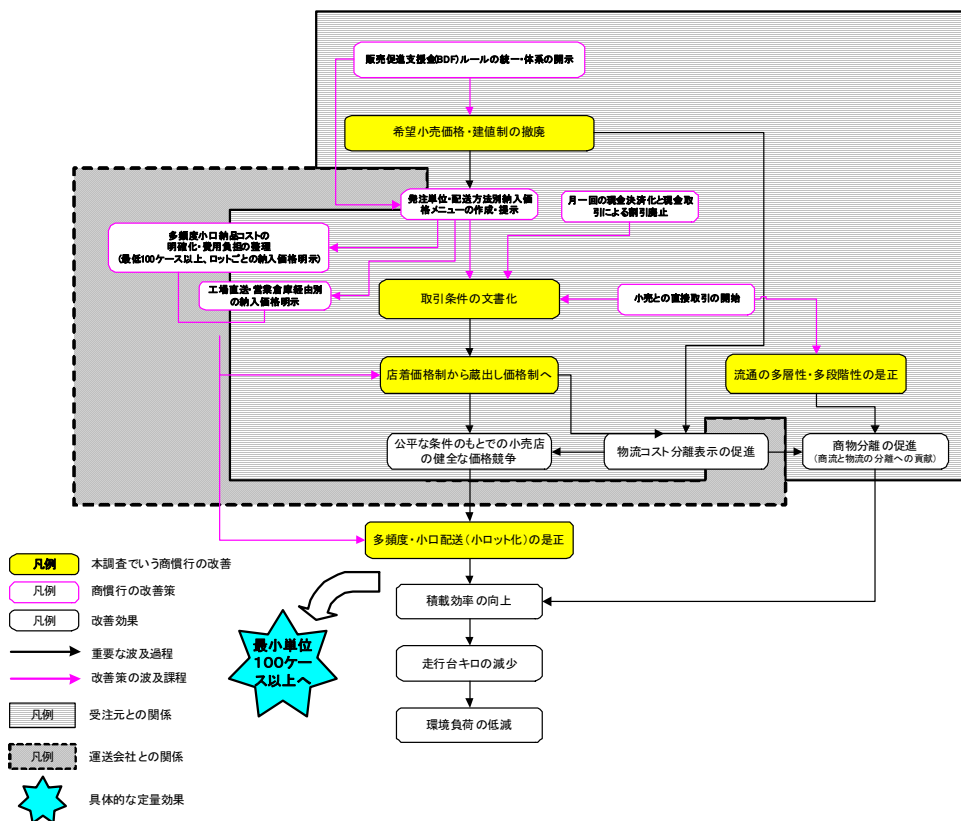 販売促進支援金(BDF)ルールの統一・体系の開示
希望小売価格・建値制の撤廃
発注単位・配送方法別納入価
格メニューの作成・提示
月一回の現金決済化と現金取
引による割引廃止
多頻度小口納品コストの
明確化・費用負担の整理
(最低100ケース以上、ロットごとの納入価格明示)
工場直送・営業倉庫経由別
の納入価格明示
取引条件の文書化
小売との直接取引の開始
店着価格制から蔵出し価格制へ
流通の多層性・多段階性の是正
公平な条件のもとでの小売店
の健全な価格競争
物流コスト分離表示の促進
商物分離の促進
(商流と物流の分離への貢献)
多頻度・小口配送(小ロット化)の是正
積載効率の向上
最小単位
100ケー
ス以上へ
走行台キロの減少
環境負荷の低減
凡例 本調査でいう商慣行の改善
凡例 商慣行の改善策
凡例 改善効果
重要な波及過程
改善策の波及課程
凡例 受注元との関係
凡例 運送会社との関係
具体的な定量効果